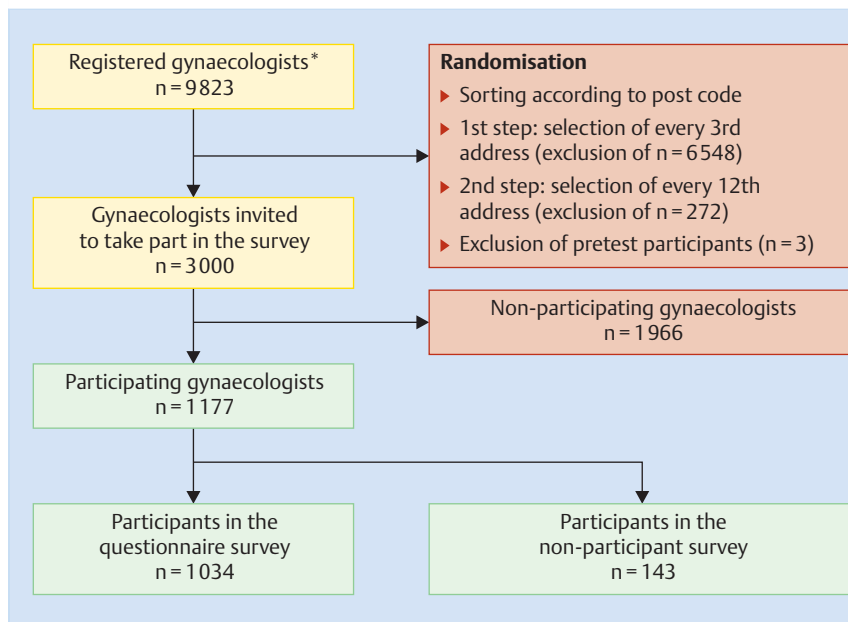 Registered gynaecologists*
n = 9823
Randomisation
▶ Sorting according to post code
▶ 1st step: selection of every 3rd
address (exclusion of n = 6548)
▶ 2nd step: selection of every 12th
address (exclusion of n = 272)
▶ Exclusion of pretest participants (n = 3)
Gynaecologists invited
to take part in the survey
n = 3000
Non-participating gynaecologists
n = 1966
Participating gynaecologists
n = 1177
Participants in the
questionnaire survey
n = 1034
Participants in the
non-participant survey
n = 143